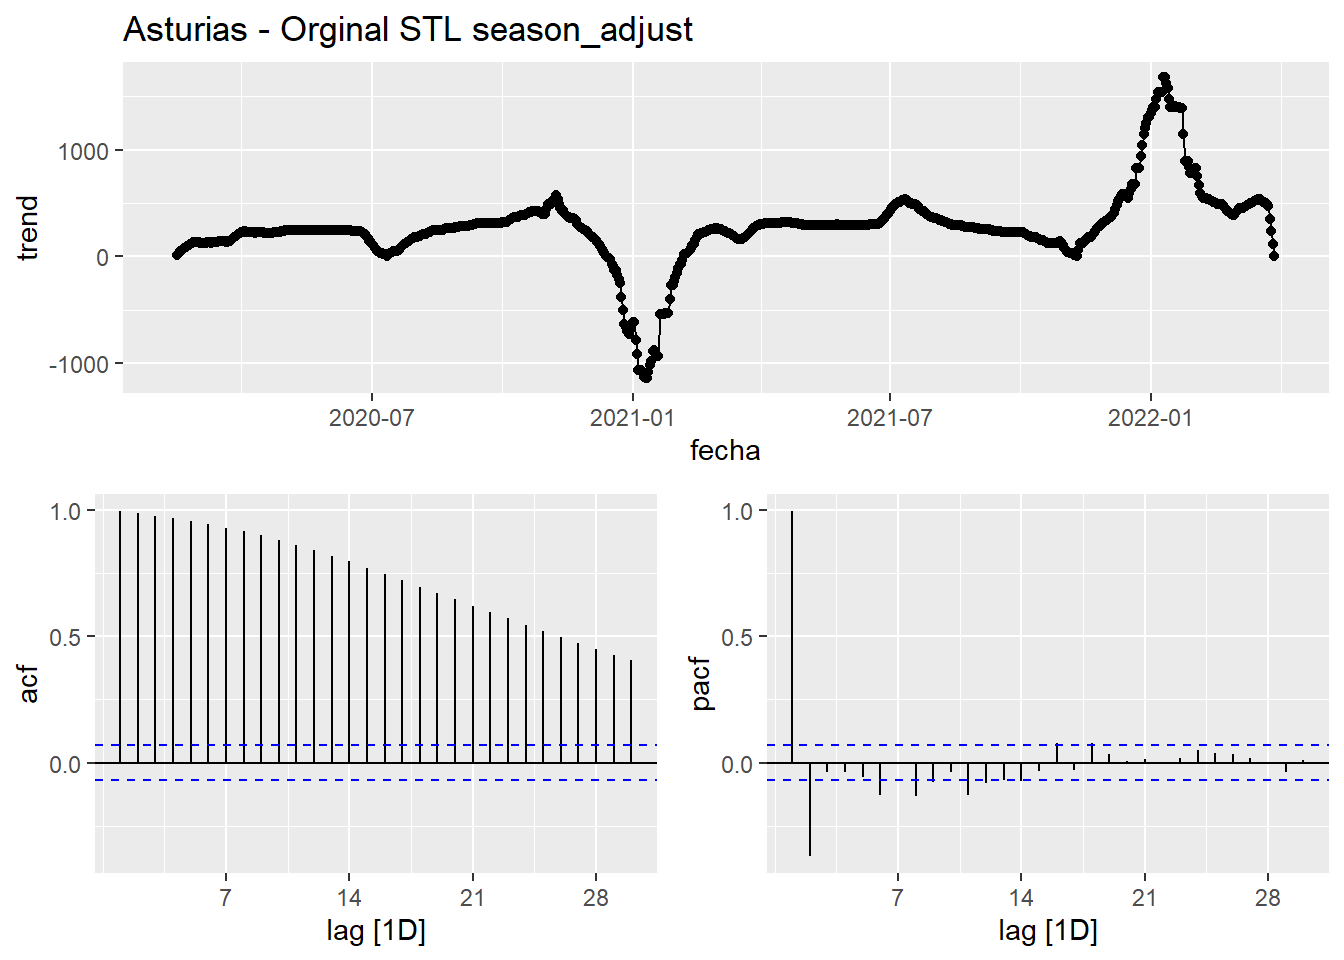 Asturias - Orginal STL season_adjust
trend
1000
0
-1000
2020-07 2021-01 2021-07 2022-01
fecha
acf
1.0
0.5
0.0
7 14 21 28
lag [1D]
pacf
1.0
0.5
0.0
7 14 21 28
lag [1D]